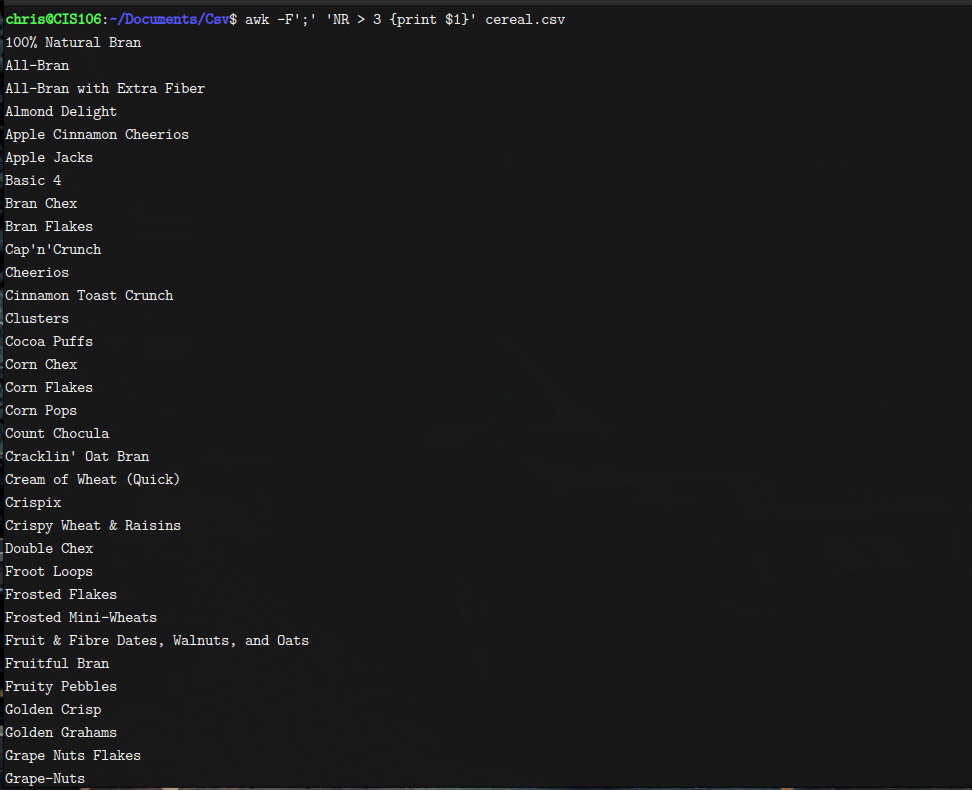 chris@CIS106:~/Documents/Csv$ awk -F';' 'NR > 3 {print $1}' cereal.csv
100% Natural Bran
All-Bran
All-Bran with Extra Fiber
Almond Delight
Apple Cinnamon Cheerios
Apple Jacks
Basic 4
Bran Chex
Bran Flakes
Cap'n'Crunch
Cheerios
Cinnamon Toast Crunch
Clusters
Cocoa Puffs
Corn Chex
Corn Flakes
Corn Pops
Count Chocula
Cracklin' Oat Bran
Cream of Wheat (Quick)
Crispix
Crispy Wheat & Raisins
Double Chex
Froot Loops
Frosted Flakes
Frosted Mini-Wheats
Fruit & Fibre Dates, Walnuts, and Oats
Fruitful Bran
Fruity Pebbles
Golden Crisp
Golden Grahams
Grape Nuts Flakes
Grape-Nuts